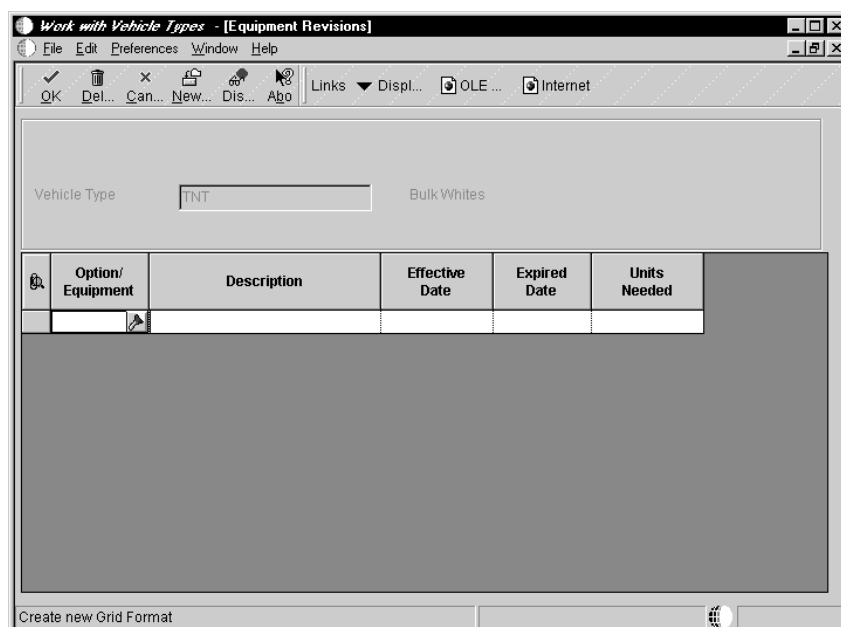 Work with Vehicle Types - [Equipment Revisions]
File Edit Preferences Window Help
OK Del... Can... New... Dis... Abo Links Displ... OLE ... Internet
Vehicle Type TNT Bulk Whites
Option/ Equipment Description Effective Date Expired Date Units Needed
Create new Grid Format